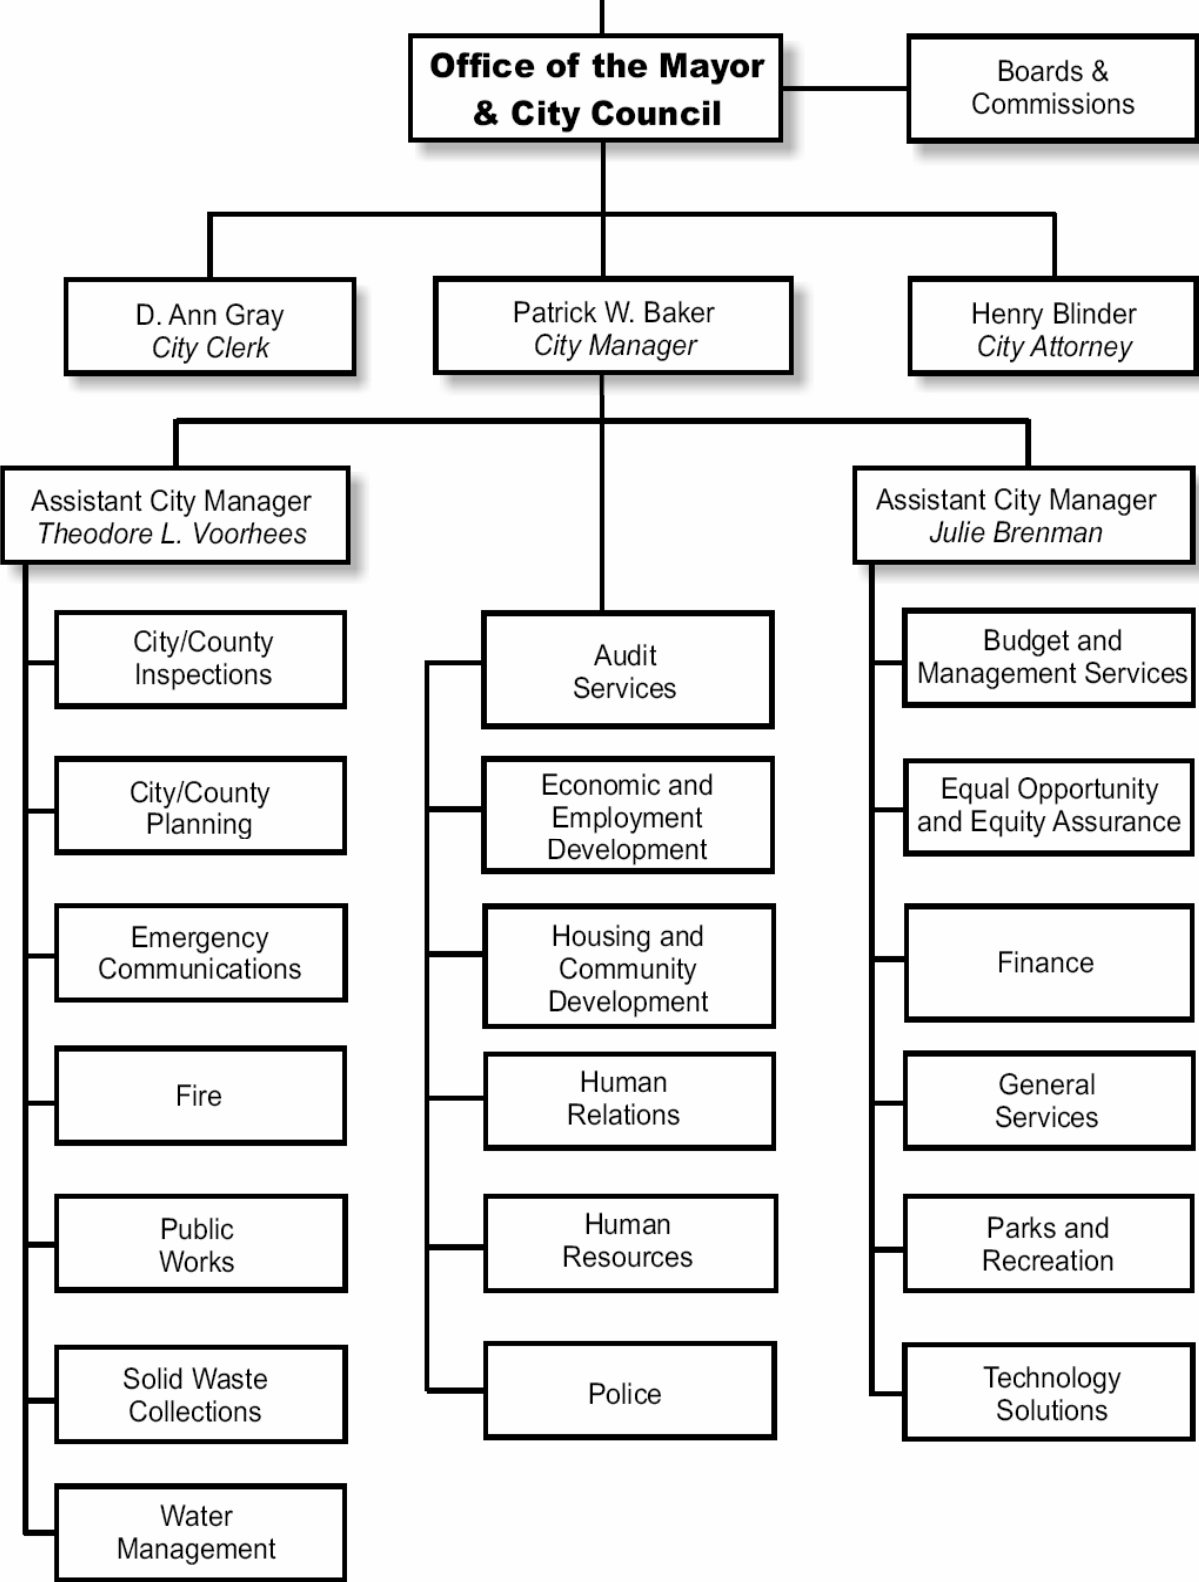 Office of the Mayor
& City Council
Boards &
Commissions
D. Ann Gray
City Clerk
Patrick W. Baker
City Manager
Henry Blinder
City Attorney
Assistant City Manager
Theodore L. Voorhees
Assistant City Manager
Julie Brenman
City/County
Inspections
City/County
Planning
Emergency
Communications
Fire
Public
Works
Solid Waste
Collections
Water
Management
Audit
Services
Economic and
Employment
Development
Housing and
Community
Development
Human
Relations
Human
Resources
Police
Budget and
Management Services
Equal Opportunity
and Equity Assurance
Finance
General
Services
Parks and
Recreation
Technology
Solutions